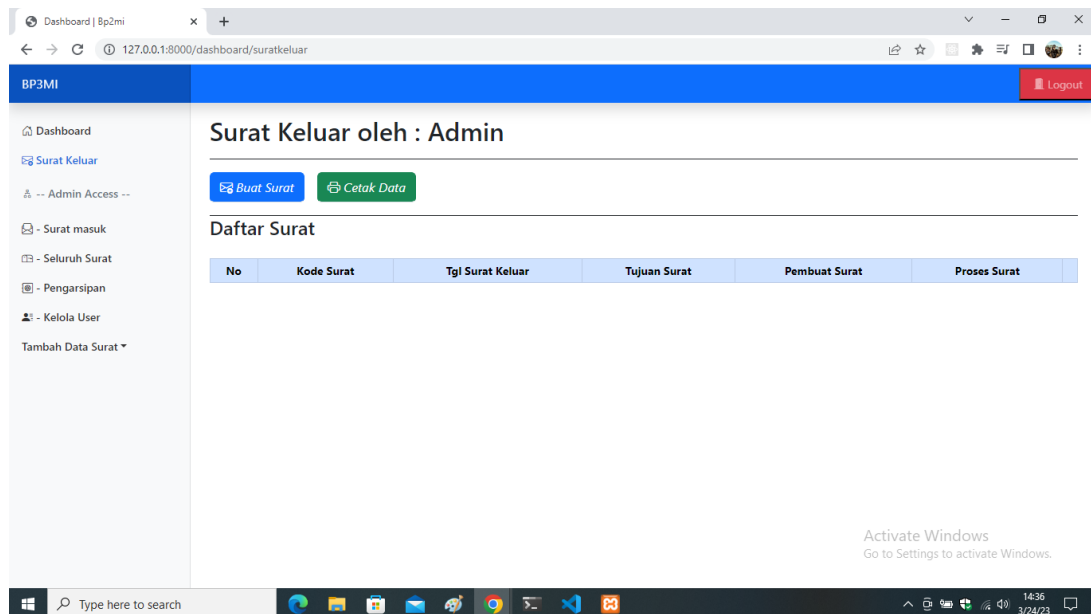 Dashboard | Bp2mi
127.0.0.1:8000/dashboard/suratkeluar
BP3MI
Logout
Dashboard
Surat Keluar
-- Admin Access --
- Surat masuk
- Seluruh Surat
- Pengarsipan
- Kelola User
Tambah Data Surat
Surat Keluar oleh : Admin
Buat Surat
Cetak Data
Daftar Surat
No Kode Surat Tgl Surat Keluar Tujuan Surat Pembuat Surat Proses Surat
Activate Windows
Go to Settings to activate Windows.
Type here to search
14:36
3/24/23